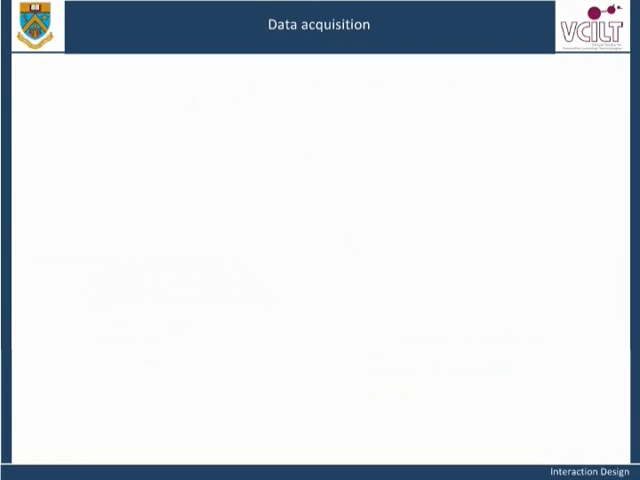 Data acquisition
VCILT
Interaction Design